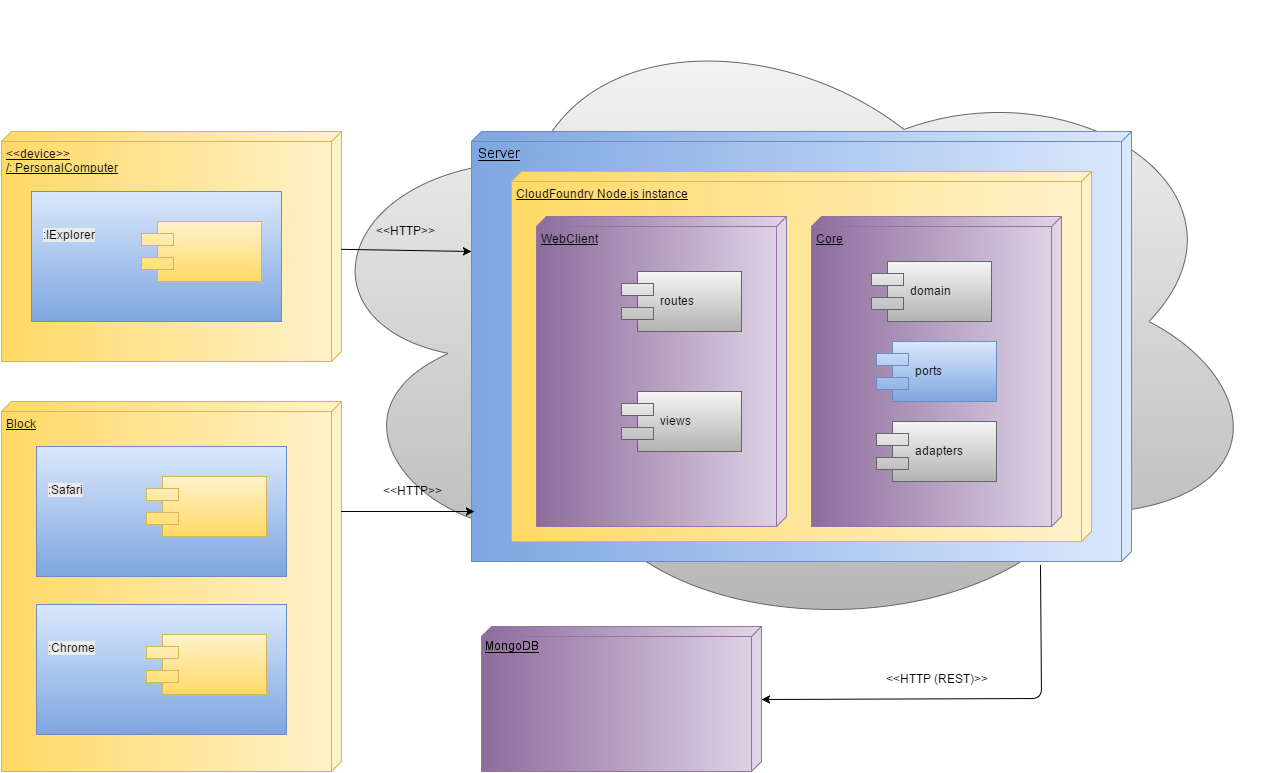 <<device>>
/: PersonalComputer
:IExplorer
<<HTTP>>
Block
:Safari
:Chrome
<<HTTP>>
Server
CloudFoundry Node.js instance
WebClient
routes
views
Core
domain
ports
adapters
MongoDB
<<HTTP (REST)>>